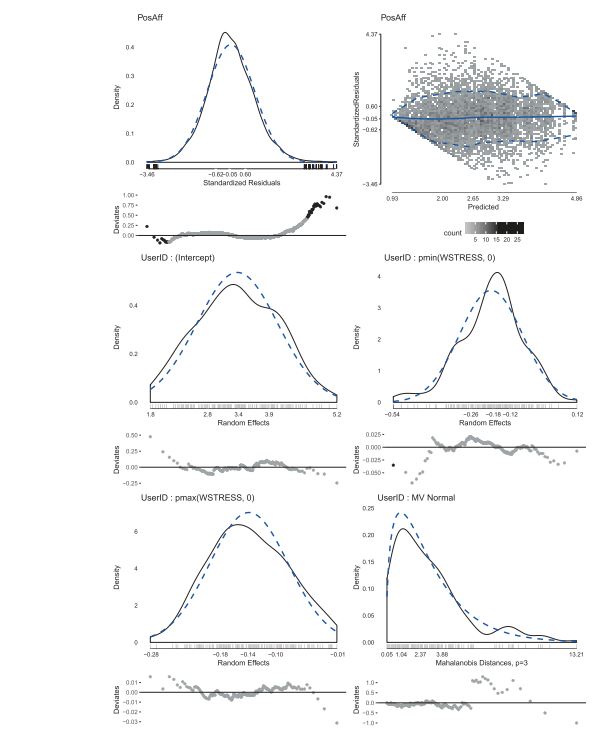 PosAff
0.4
0.3
0.2
0.1
0.0
Density
−3.46 −0.62−0.05 0.60 4.37
Standardized Residuals
1.00
0.75
0.50
0.25
0.00
Deviates
PosAff
4.37
0.60
−0.05
−0.62
−3.46
StandardizedResiduals
0.93 2.00 2.63 3.29 4.86
Predicted
count
5 10 15 20 25
UserID : (Intercept)
0.4
0.2
0.0
Density
1.8 2.8 3.4 3.9 5.2
Random Effects
0.50
0.25
0.00
−0.25
Deviates
UserID : pmin(WSTRESS, 0)
4
3
2
1
0
Density
−0.54 −0.26 −0.18−0.12 0.12
Random Effects
0.025
0.000
−0.025
−0.050
Deviates
UserID : pmax(WSTRESS, 0)
6
4
2
0
Density
−0.28 −0.18 −0.14 −0.10 −0.01
Random Effects
0.01
0.00
−0.01
−0.02
−0.03
Deviates
UserID : MV Normal
0.25
0.20
0.15
0.10
0.05
0.00
Density
0.05 1.04 2.37 3.88 13.21
Mahalanobis Distances, p=3
1.0
0.5
0.0
−0.5
−1.0
Deviates